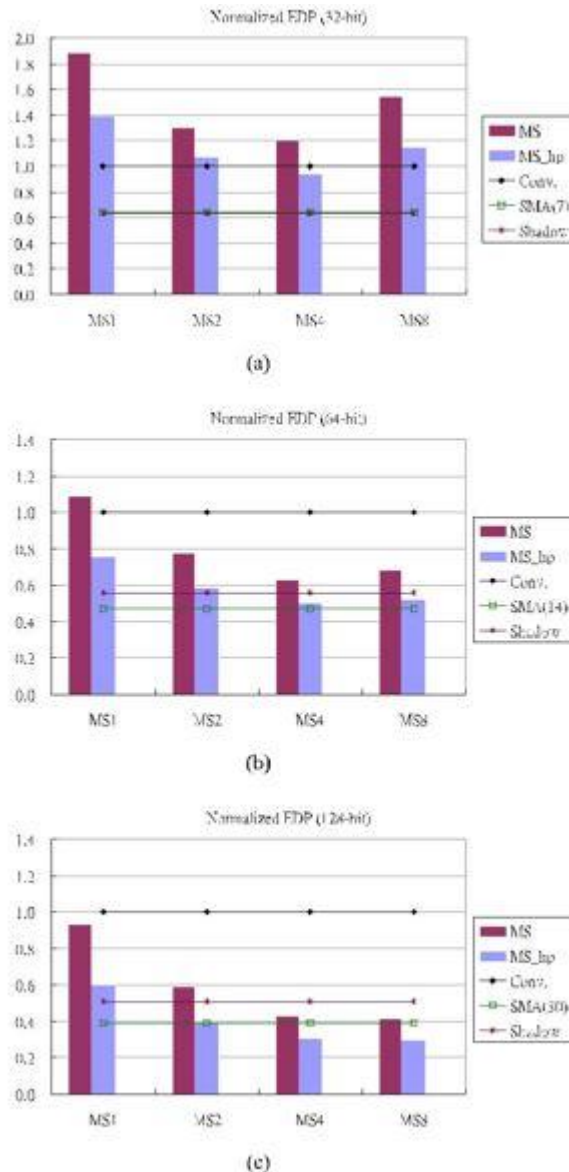 Normalized EDP (32-bit)
2.0
1.8
1.6
1.4
1.2
1.0
0.8
0.6
0.4
0.2
0.0
MS1
MS2
MS4
MS8
MS
MS_hp
Conv.
SMA(7)
Shadow
(a)
Normalized EDP (64-bit)
1.4
1.2
1.0
0.8
0.6
0.4
0.2
0.0
MS1
MS2
MS4
MS8
MS
MS_hp
Conv.
SMA(14)
Shadow
(b)
Normalized EDP (128-bit)
1.4
1.2
1.0
0.8
0.6
0.4
0.2
0.0
MS1
MS2
MS4
MS8
MS
MS_hp
Conv.
SMA(30)
Shadow
(c)